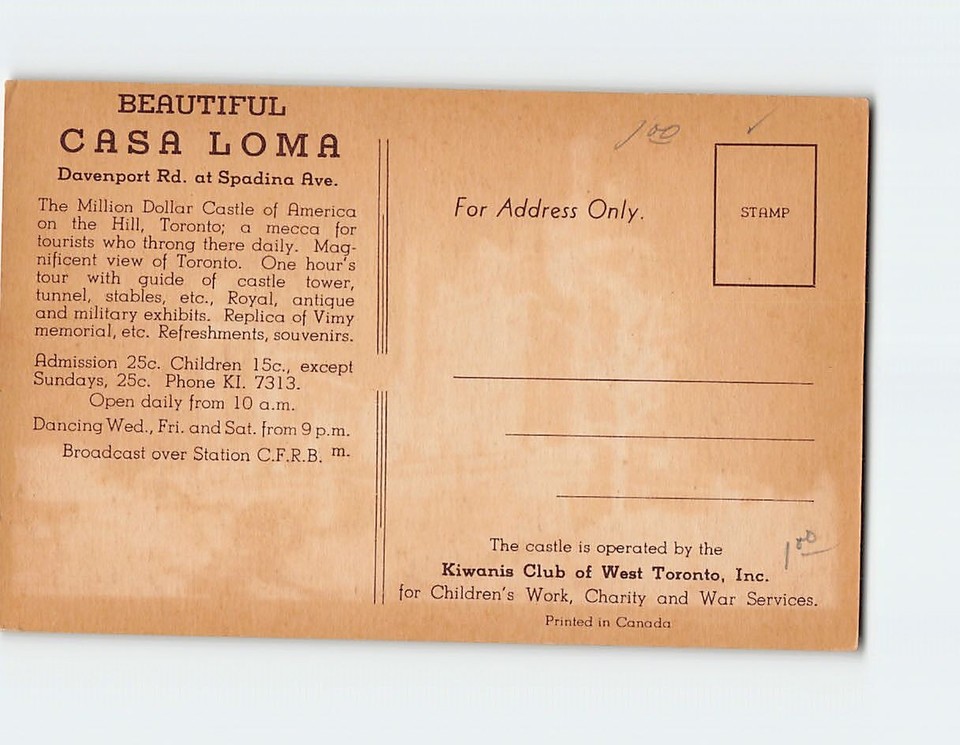 BEAUTIFUL
CASA LOMA
Davenport Rd. at Spadina Ave.
The Million Dollar Castle of America
on the Hill, Toronto; a mecca for
tourists who throng there daily. Mag-
nificent view of Toronto. One hour's
tour with guide of castle tower,
tunnel, stables, etc., Royal, antique
and military exhibits. Replica of Vimy
memorial, etc. Refreshments, souvenirs.
Admission 25c. Children 15c., except
Sundays, 25c. Phone KI. 7313.
Open daily from 10 a.m.
Dancing Wed., Fri. and Sat. from 9 p.m.
Broadcast over Station C.F.R.B. m.
1 00
For Address Only.
STAMP
The castle is operated by the
Kiwanis Club of West Toronto, Inc.
for Children's Work, Charity and War Services.
Printed in Canada
1 00